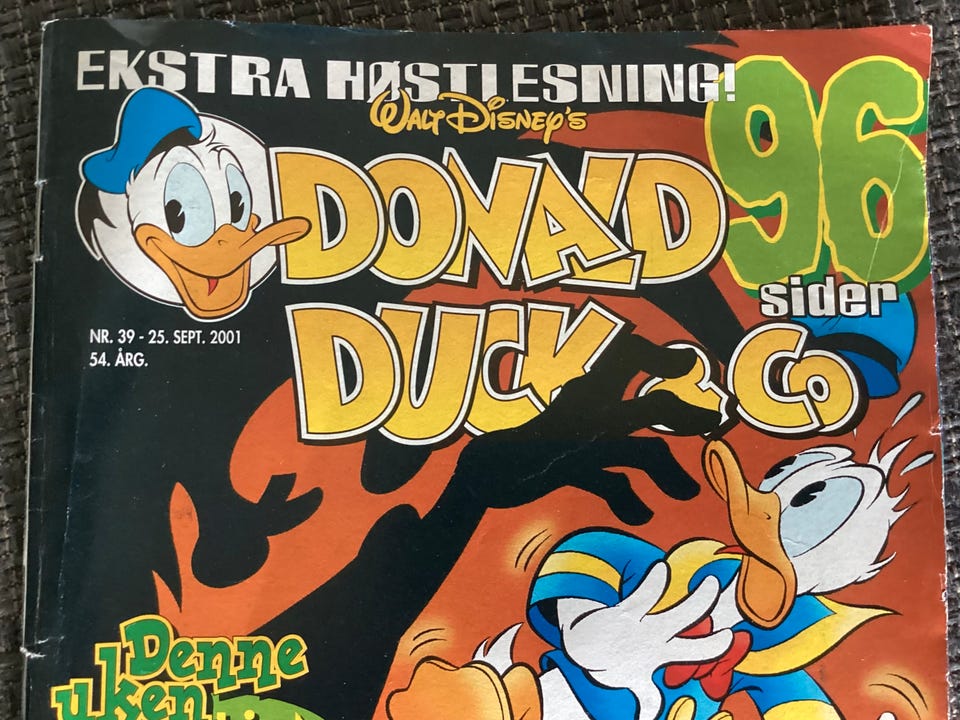 EKSTRA HØSTLESNING!
WALT DISNEY'S
DONALD
DUCK & CO
96
sider
NR. 39 - 25. SEPT. 2001
54. ÅRG.
Denne
uken